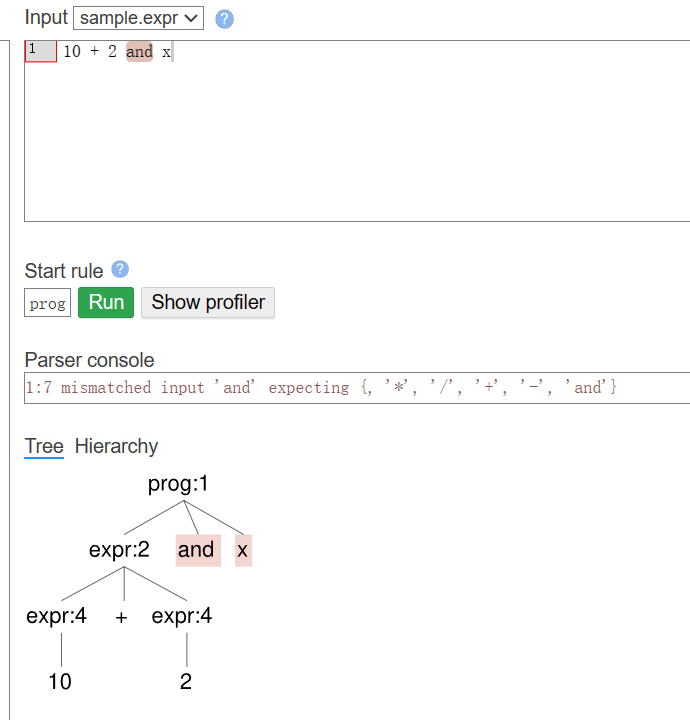 Input sample.expr ?
1 10 + 2 and x
Start rule ?
prog Run Show profiler
Parser console
1:7 mismatched input 'and' expecting {, '*', '/', '+', '-', 'and'}
Tree Hierarchy
prog:1
expr:2 and x
expr:4 + expr:4
10 2